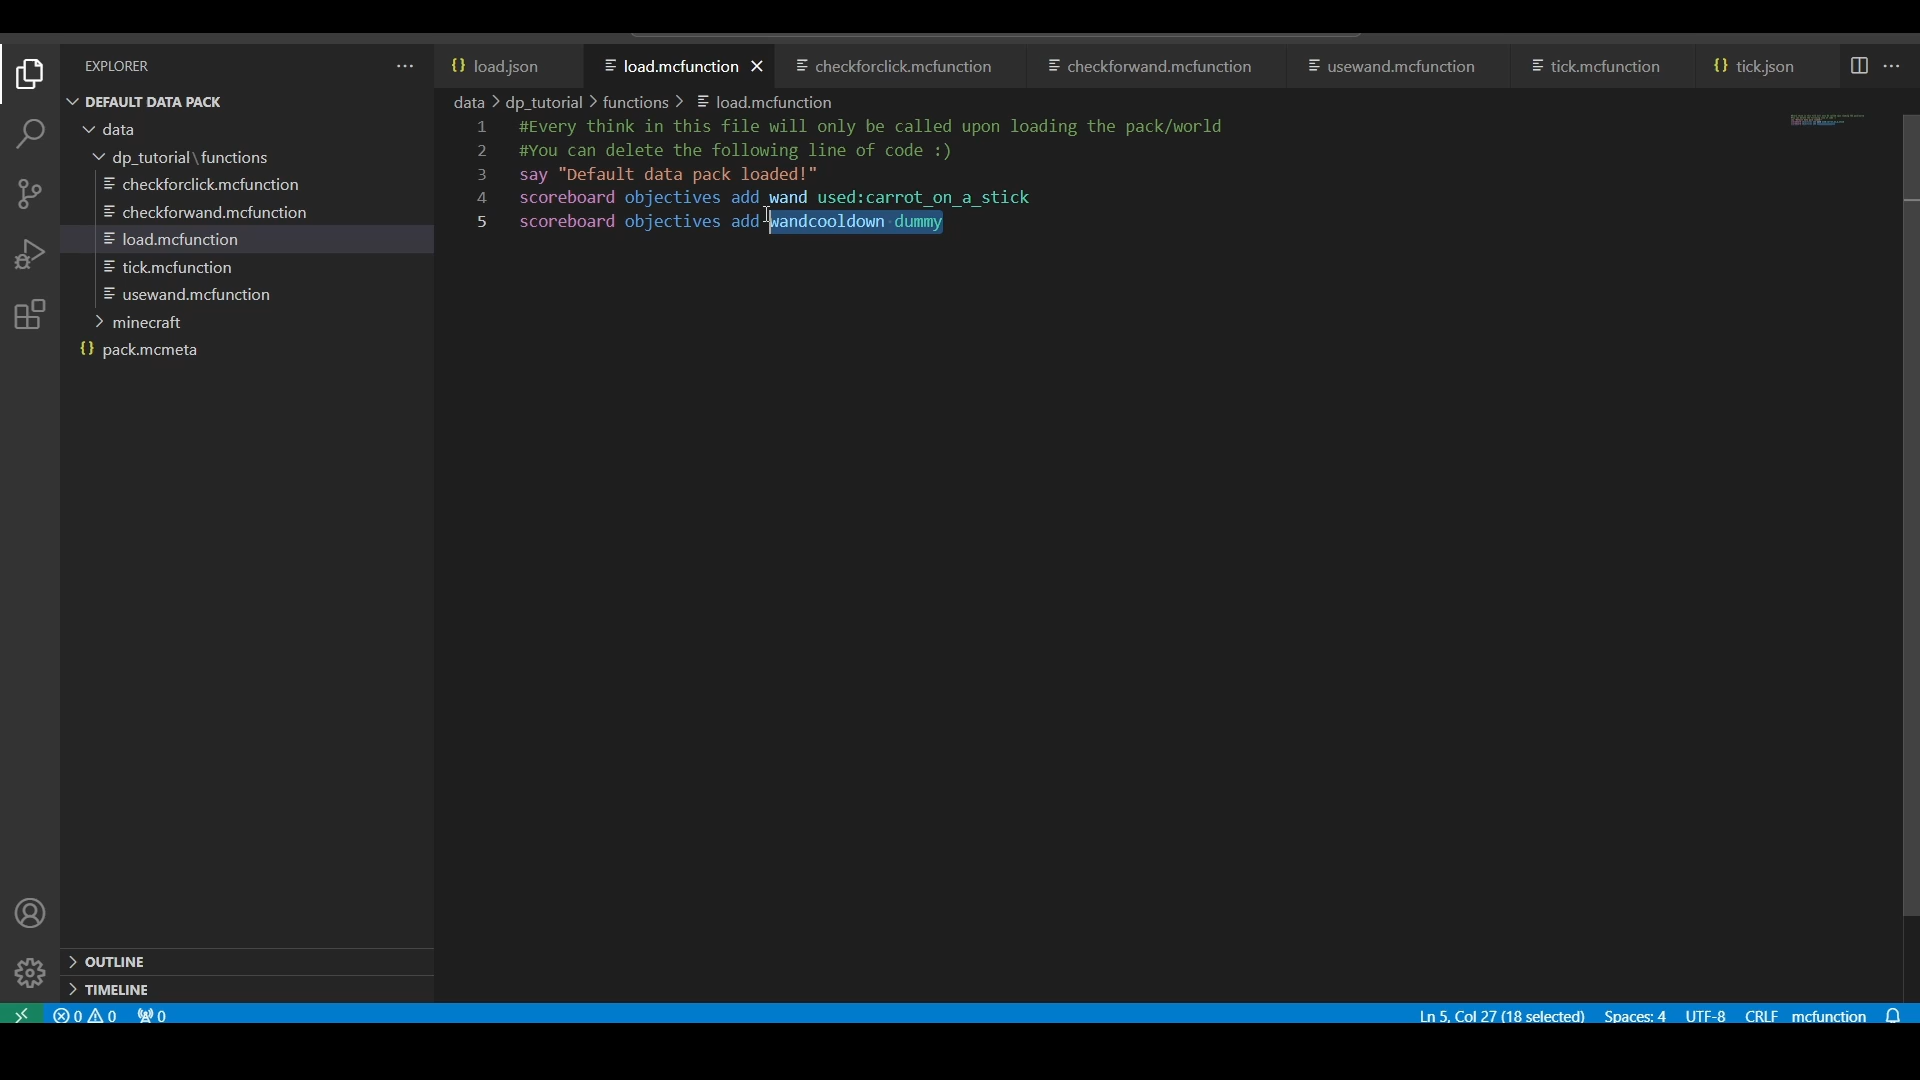 EXPLORER
DEFAULT DATA PACK
data
dp_tutorial\functions
checkforclick.mcfunction
checkforwand.mcfunction
load.mcfunction
tick.mcfunction
usewand.mcfunction
minecraft
pack.mcmeta
OUTLINE
TIMELINE
load.json load.mcfunction checkforclick.mcfunction checkforwand.mcfunction usewand.mcfunction tick.mcfunction tick.json
data > dp_tutorial > functions > load.mcfunction
1 #Every think in this file will only be called upon loading the pack/world
2 #You can delete the following line of code :)
3 say "Default data pack loaded!"
4 scoreboard objectives add wand used:carrot_on_a_stick
5 scoreboard objectives add wandcooldown dummy
0 0 0 Ln 5, Col 27 (18 selected) Spaces: 4 UTF-8 CRLF mcfunction